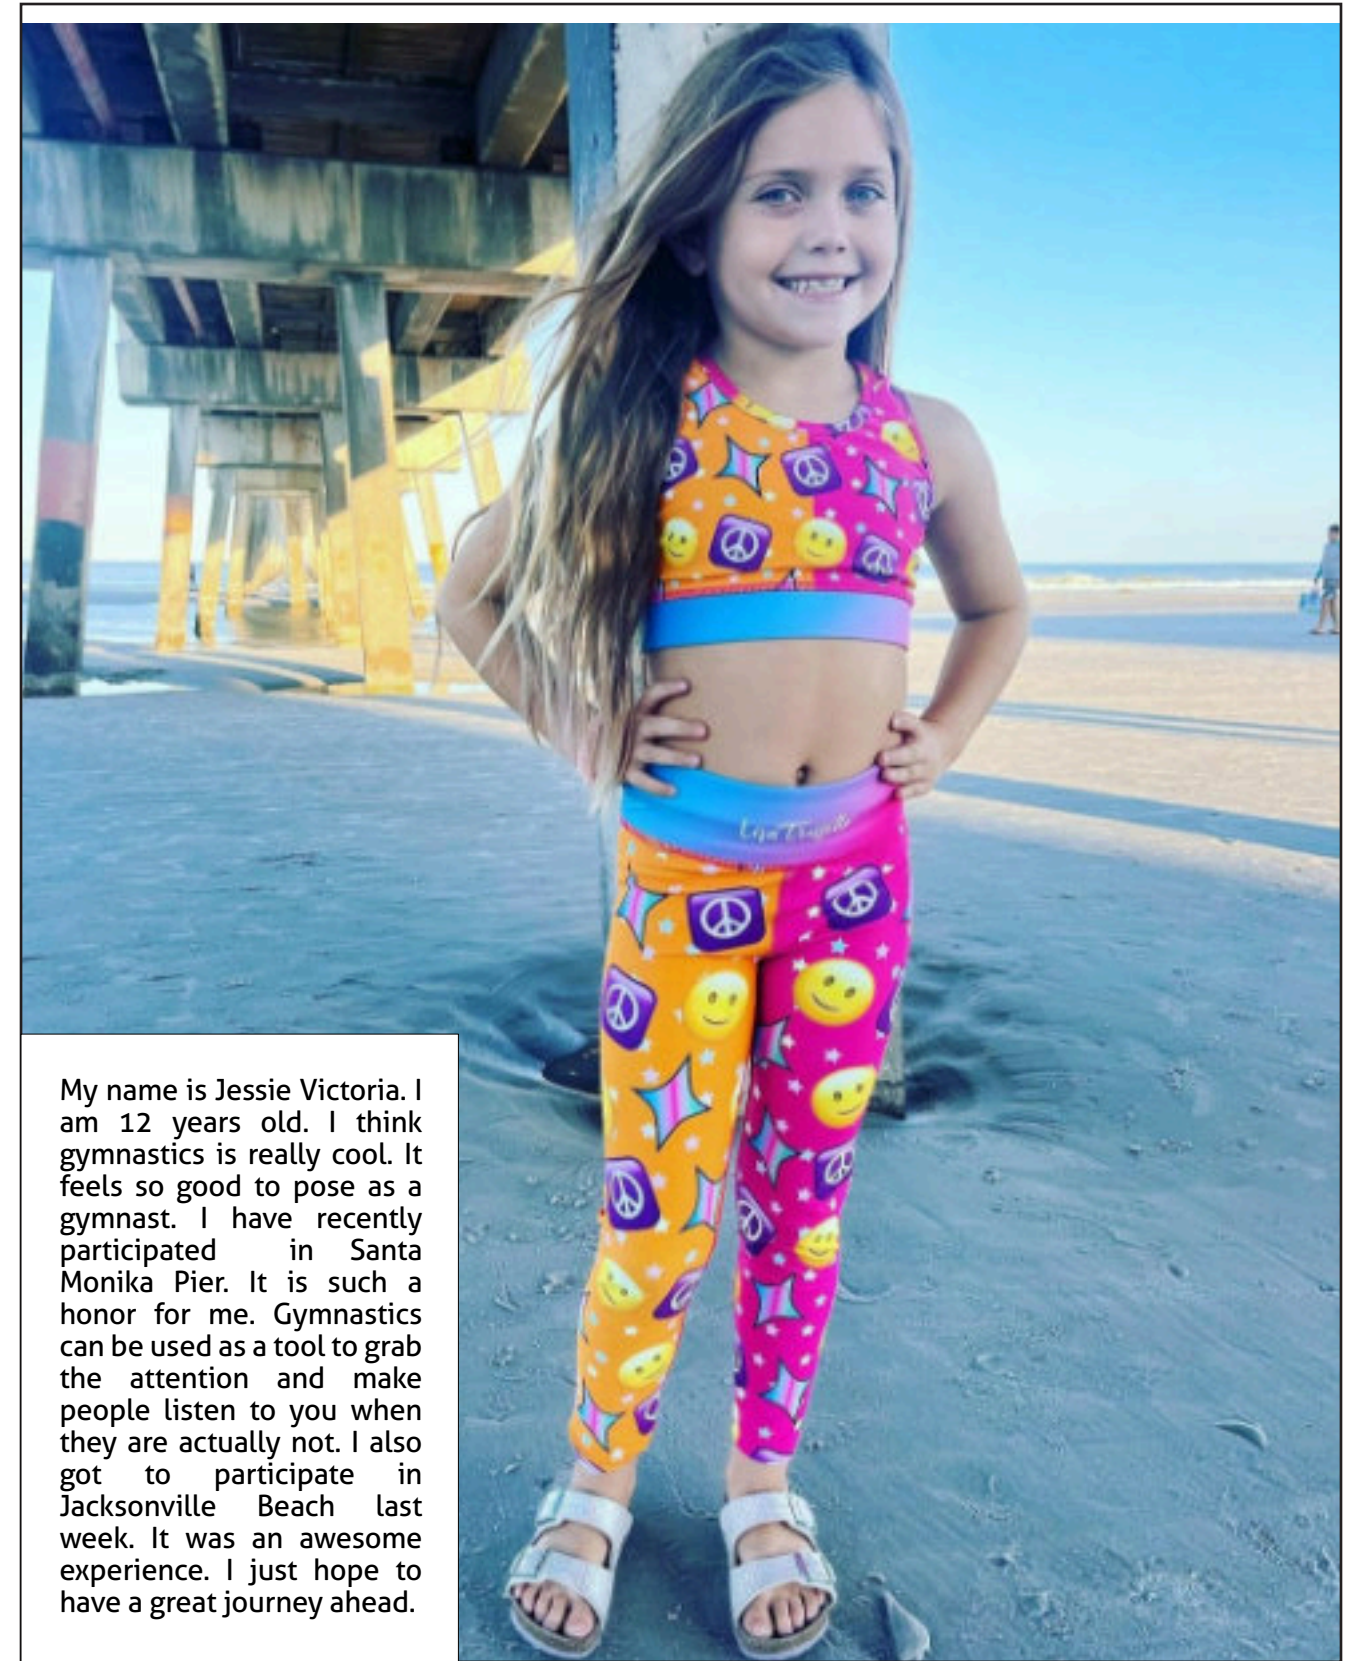 My name is Jessie Victoria. I
am 12 years old. I think
gymnastics is really cool. It
feels so good to pose as a
gymnast. I have recently
participated in Santa
Monika Pier. It is such a
honor for me. Gymnastics
can be used as a tool to grab
the attention and make
people listen to you when
they are actually not. I also
got to participate in
Jacksonville Beach last
week. It was an awesome
experience. I just hope to
have a great journey ahead.